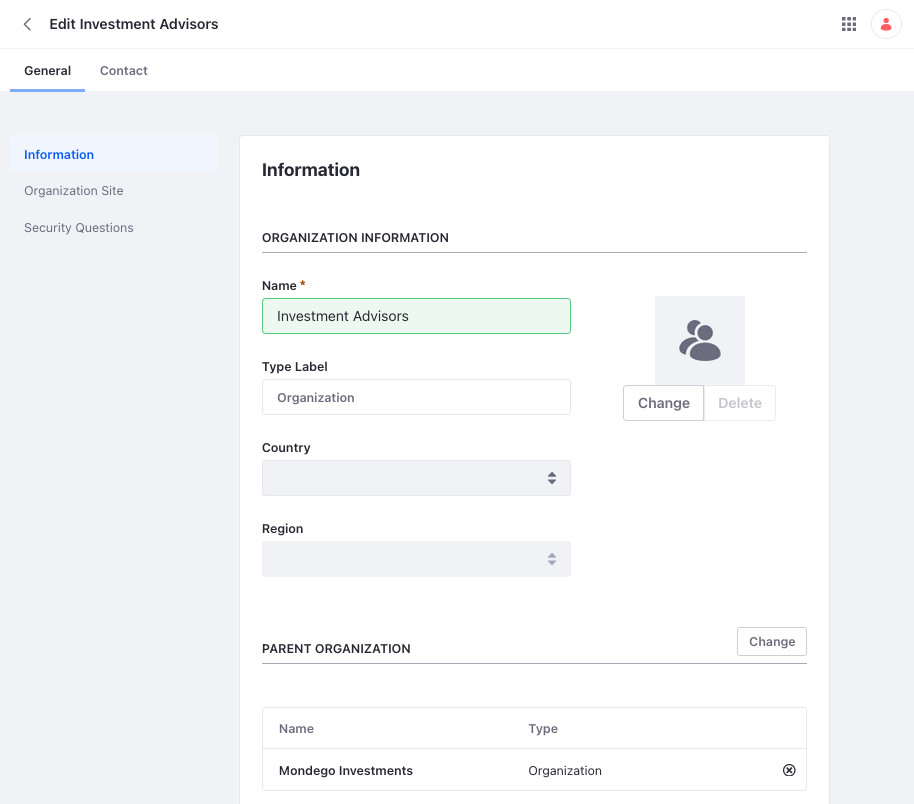 Edit Investment Advisors
General Contact
Information
Organization Site
Security Questions
Information
ORGANIZATION INFORMATION
Name *
Investment Advisors
Type Label
Organization
Change Delete
Country
Region
PARENT ORGANIZATION
Change
Name Type
Mondego Investments Organization